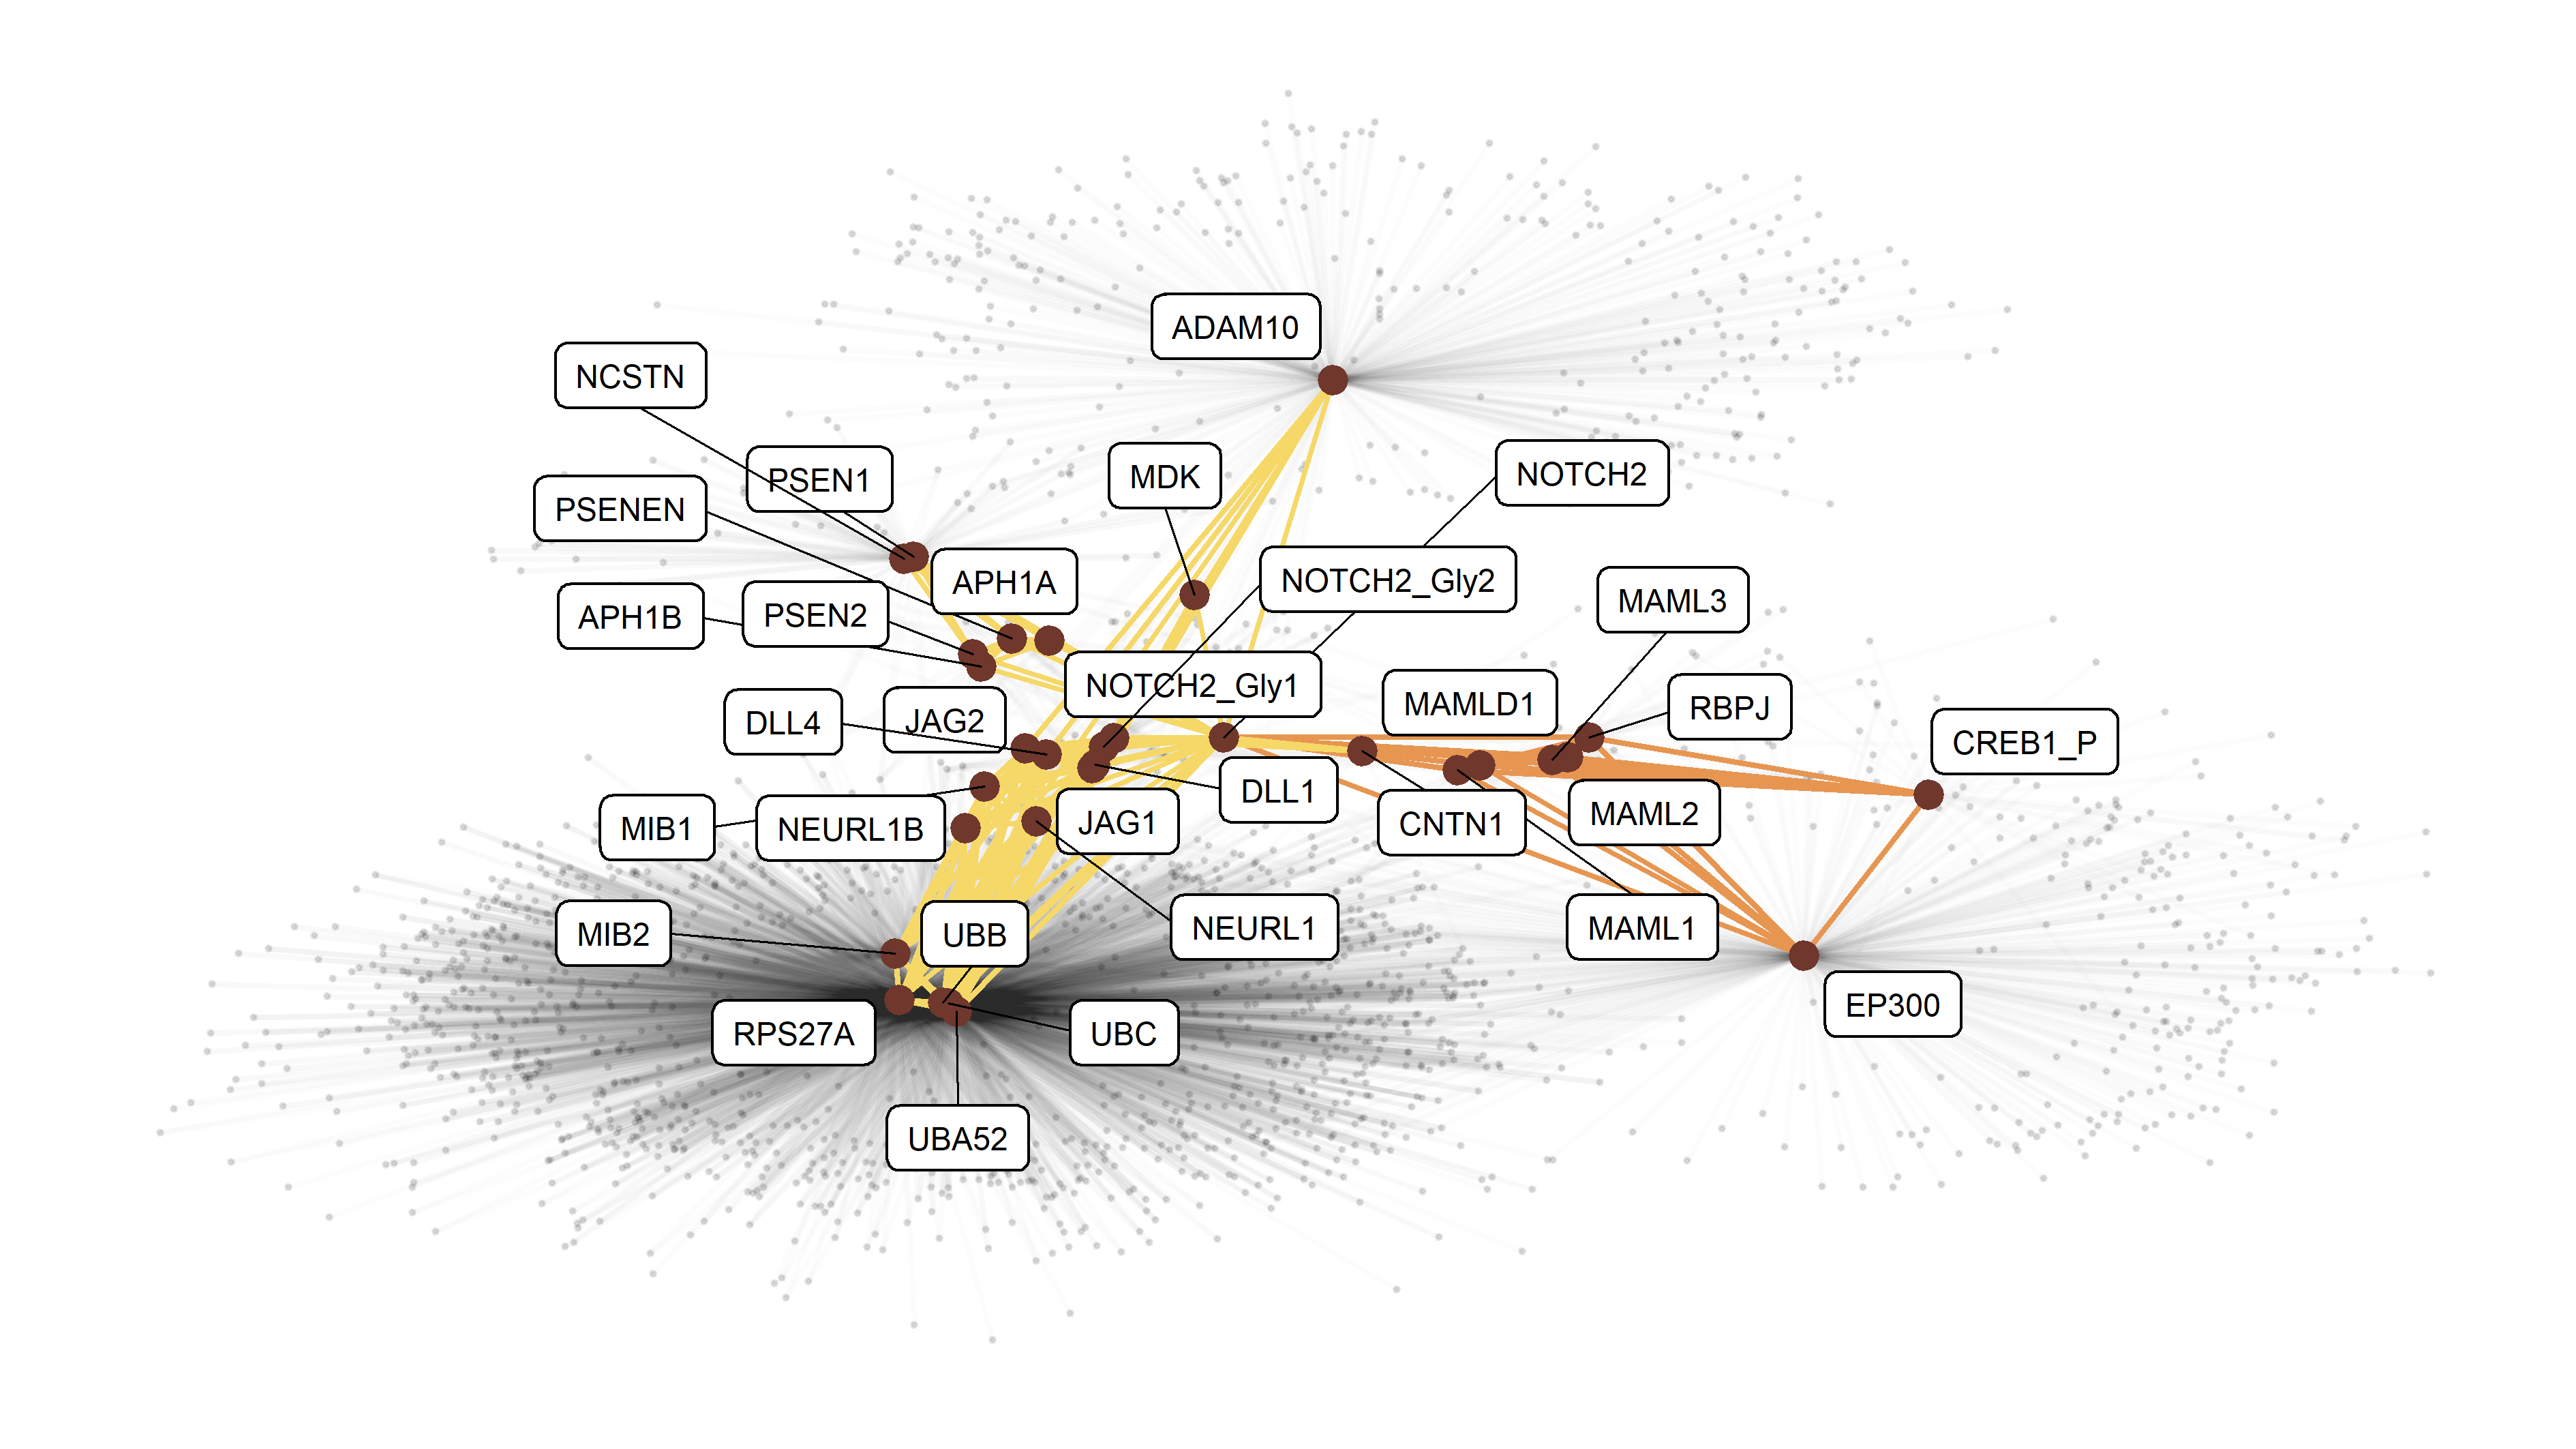 ADAM10
NCSTN
PSEN1
MDK
NOTCH2
PSENEN
APH1A
NOTCH2_Gly2
APH1B
PSEN2
MAML3
NOTCH2_Gly1
MAMLD1
RBPJ
DLL4
JAG2
CREB1_P
DLL1
MIB1
NEURL1B
JAG1
CNTN1
MAML2
MIB2
UBB
NEURL1
MAML1
RPS27A
UBC
EP300
UBA52